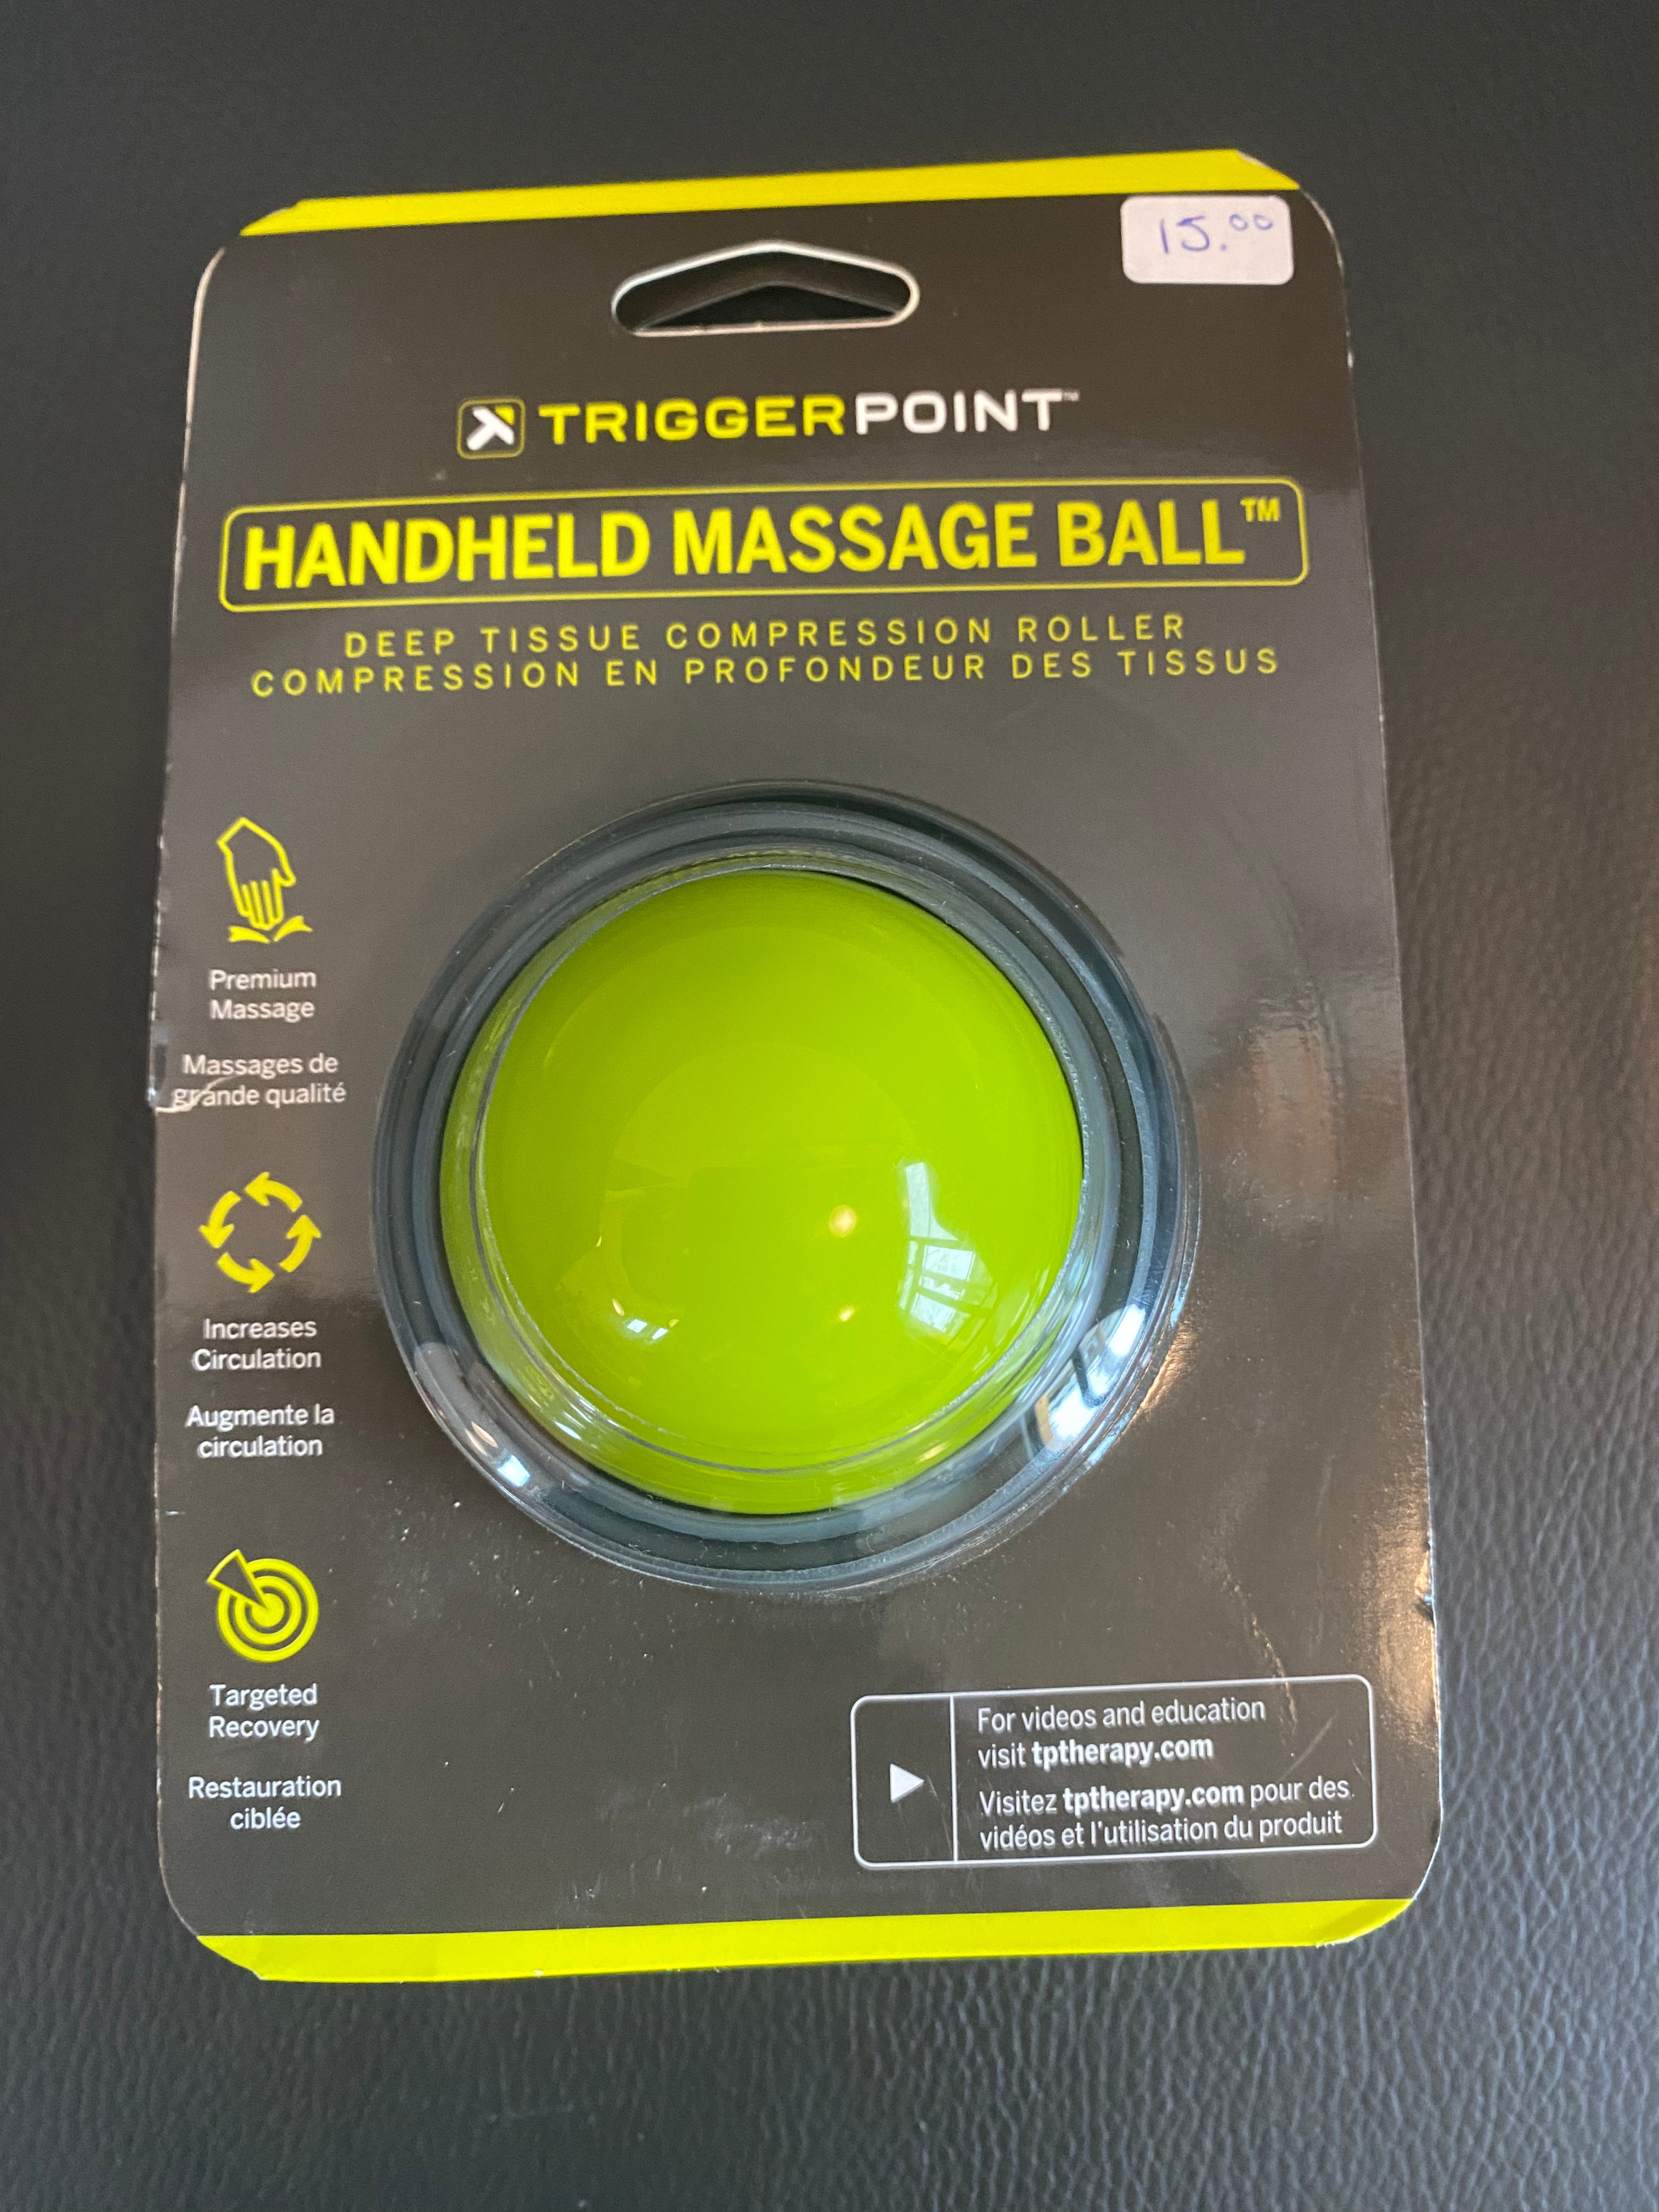 15.00
TRIGGERPOINT™
HANDHELD MASSAGE BALL™
DEEP TISSUE COMPRESSION ROLLER
COMPRESSION EN PROFONDEUR DES TISSUS
Premium
Massage
Massages de
grande qualité
Increases
Circulation
Augmente la
circulation
Targeted
Recovery
Restauration
ciblée
For videos and education
visit tptherapy.com
Visitez tptherapy.com pour des
vidéos et l'utilisation du produit